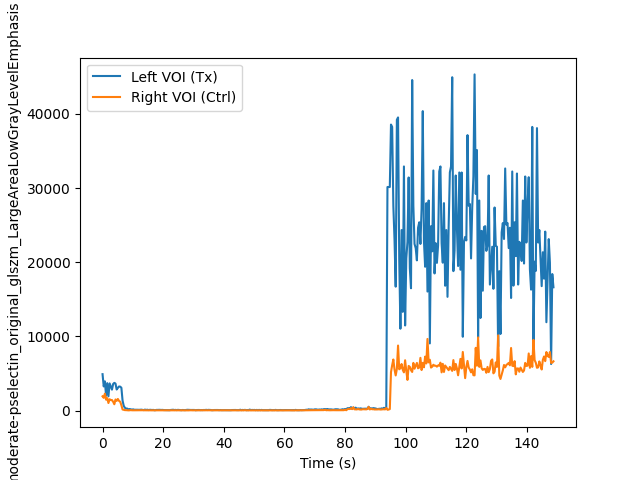 moderate-pselectin_original_glszm_LargeAreaLowGrayLevelEmphasis
Left VOI (Tx)
Right VOI (Ctrl)
40000
30000
20000
10000
0
0 20 40 60 80 100 120 140
Time (s)